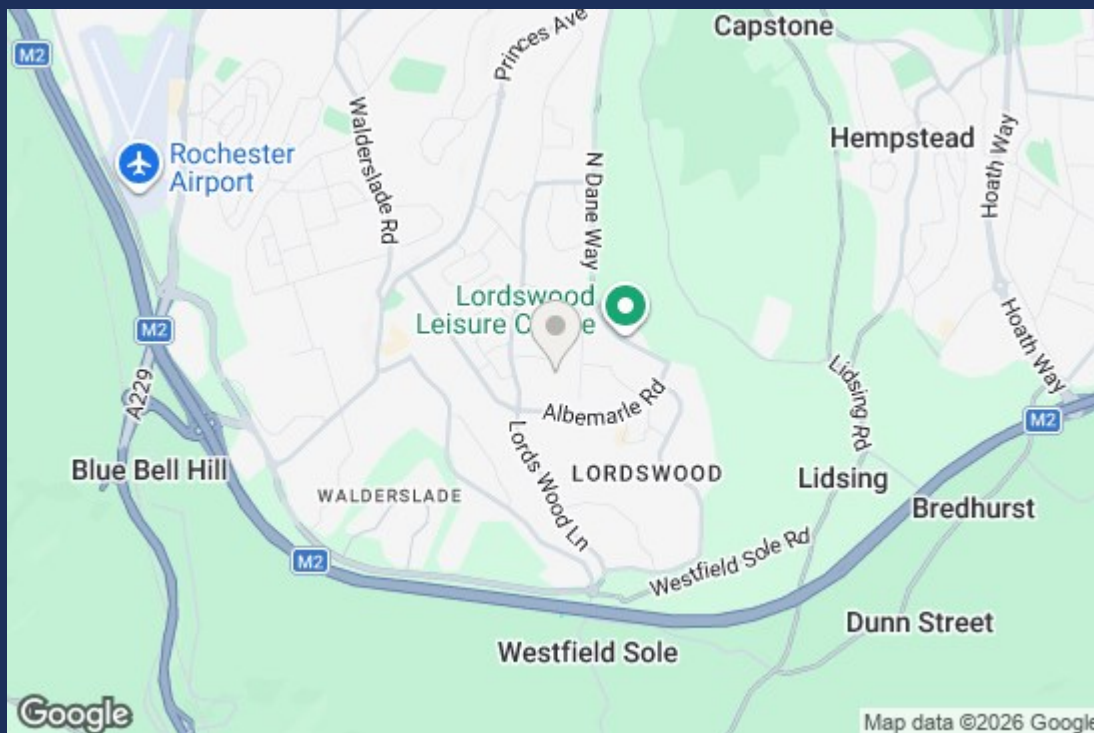 Capstone
M2
Princes Ave
Walderslade Rd
Hempstead
Hoath Way
Rochester
Airport
N Dane Way
Lordswood
Leisure C
e
Hoath Way
M2
A229
Lidsing Rd
Albemarle Rd
M2
Blue Bell Hill
Lords Wood Ln
LORDSWOOD
Lidsing
WALDERSLADE
Bredhurst
M2
Westfield Sole Rd
Dunn Street
Westfield Sole
Google
Map data ©2026 Google